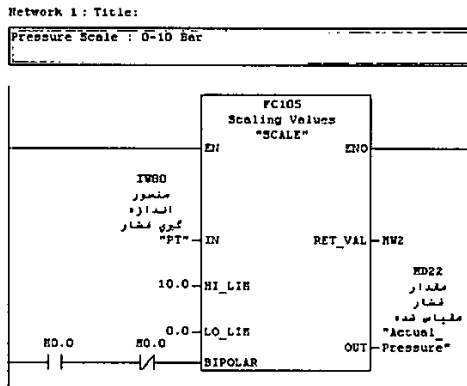 Network 1 : Title:
Pressure Scale : 0-10 Bar
FC105
Scaling Values
"SCALE"
EN
ENO
IW80
سنسور
اندازه
گیری فشار
"PT"
IN
RET_VAL
MW2
10.0
HI_LIM
MD22
مقدار
فشار
مقیاس شده
"Actual_
Pressure"
OUT
0.0
LO_LIM
M0.0
M0.0
BIPOLAR